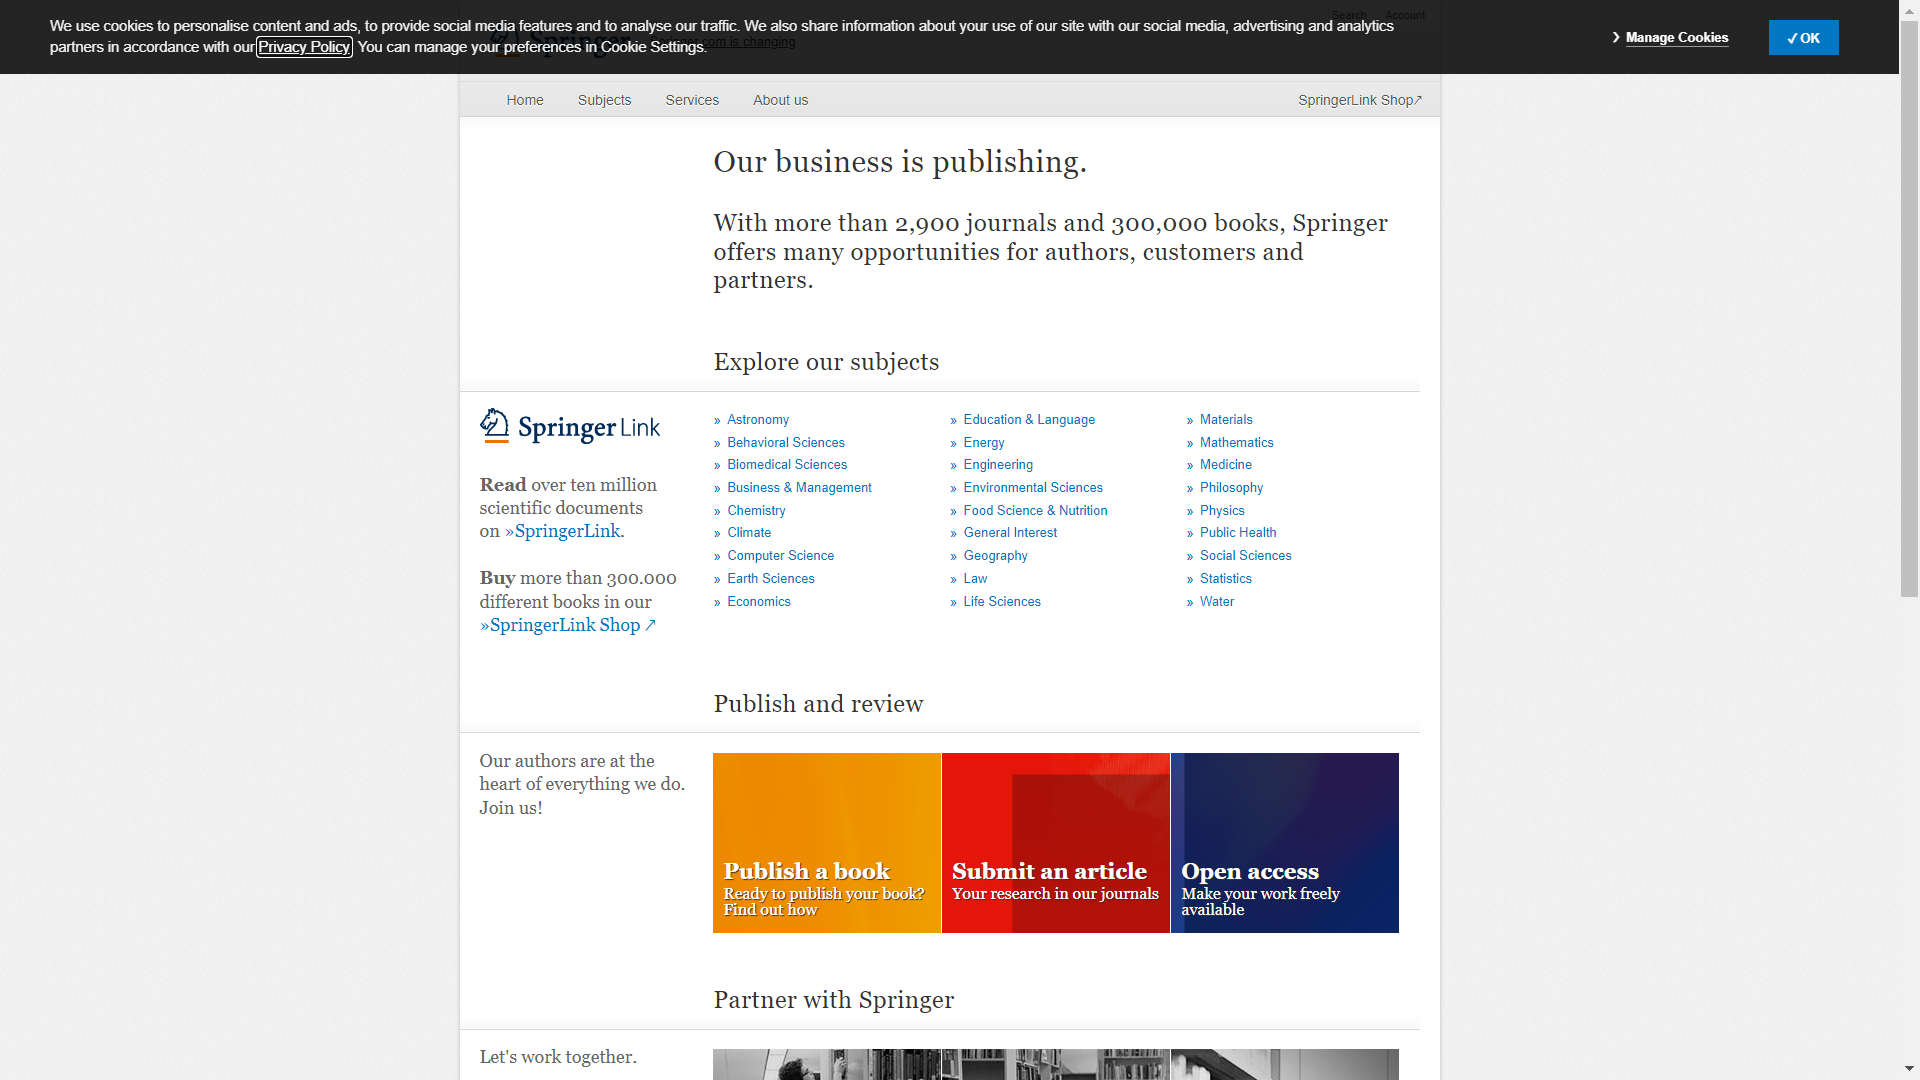 We use cookies to personalise content and ads, to provide social media features and to analyse our traffic. We also share information about your use of our site with our social media, advertising and analytics
partners in accordance with our Privacy Policy. You can manage your preferences in Cookie Settings.
Manage Cookies
✓OK
Search
Account
Springer
Springer.com is changing
Home
Subjects
Services
About us
SpringerLink Shop↗
Our business is publishing.
With more than 2,900 journals and 300,000 books, Springer
offers many opportunities for authors, customers and
partners.
Explore our subjects
Springer Link
Read over ten million
scientific documents
on »SpringerLink.
Buy more than 300.000
different books in our
»SpringerLink Shop ↗
» Astronomy
» Behavioral Sciences
» Biomedical Sciences
» Business & Management
» Chemistry
» Climate
» Computer Science
» Earth Sciences
» Economics
» Education & Language
» Energy
» Engineering
» Environmental Sciences
» Food Science & Nutrition
» General Interest
» Geography
» Law
» Life Sciences
» Materials
» Mathematics
» Medicine
» Philosophy
» Physics
» Public Health
» Social Sciences
» Statistics
» Water
Publish and review
Our authors are at the
heart of everything we do.
Join us!
Publish a book
Ready to publish your book?
Find out how
Submit an article
Your research in our journals
Open access
Make your work freely
available
Partner with Springer
Let's work together.